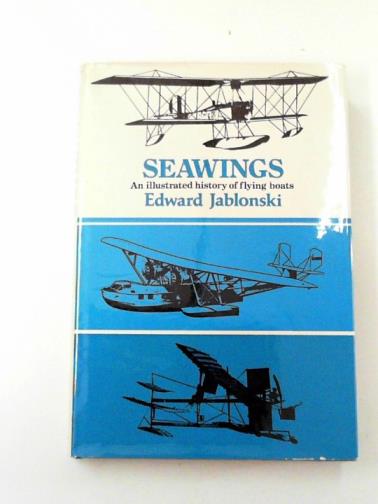 SEAWINGS
An illustrated history of flying boats
Edward Jablonski